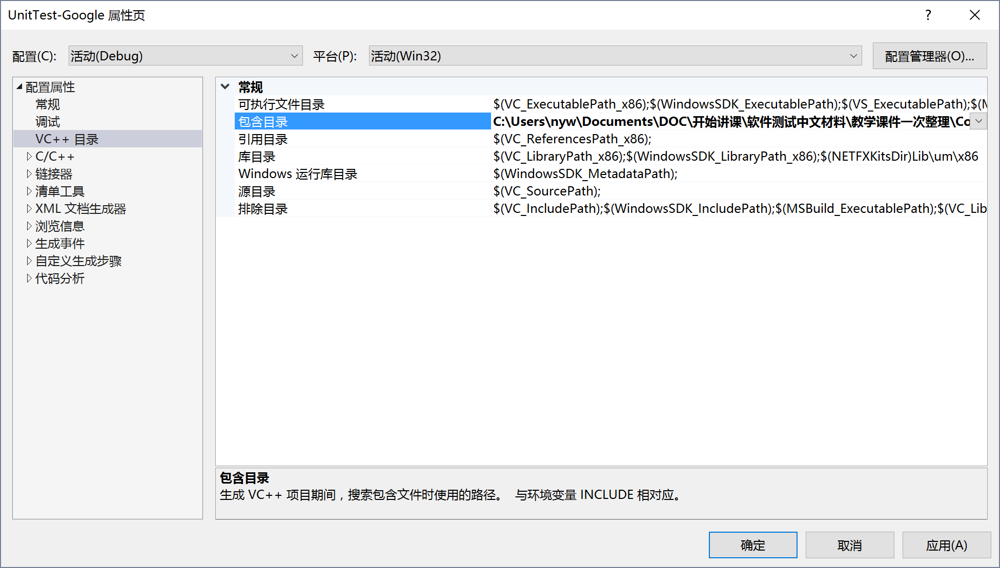 UnitTest-Google 属性页
配置(C): 活动(Debug) 平台(P): 活动(Win32) 配置管理器(O)...
配置属性
常规
调试
VC++ 目录
C/C++
链接器
清单工具
XML 文档生成器
浏览信息
生成事件
自定义生成步骤
代码分析
常规
可执行文件目录 $(VC_ExecutablePath_x86);$(WindowsSDK_ExecutablePath);$(VS_ExecutablePath);$(M
包含目录 C:\Users\nyw\Documents\DOC\开始讲课\软件测试中文材料\教学课件一次整理\Co
引用目录 $(VC_ReferencesPath_x86);
库目录 $(VC_LibraryPath_x86);$(WindowsSDK_LibraryPath_x86);$(NETFXKitsDir)Lib\um\x86
Windows 运行库目录 $(WindowsSDK_MetadataPath);
源目录 $(VC_SourcePath);
排除目录 $(VC_IncludePath);$(WindowsSDK_IncludePath);$(MSBuild_ExecutablePath);$(VC_Lib
包含目录
生成 VC++ 项目期间，搜索包含文件时使用的路径。 与环境变量 INCLUDE 相对应。
确定 取消 应用(A)